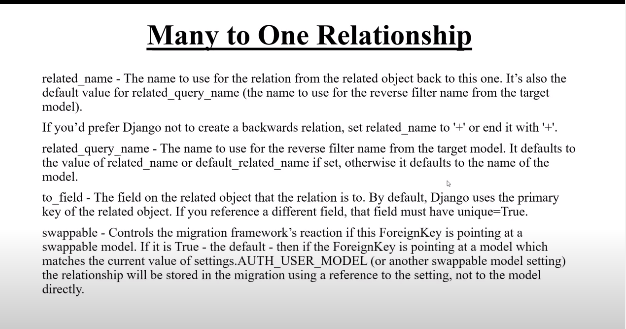 Many to One Relationship
related_name - The name to use for the relation from the related object back to this one. It’s also the
default value for related_query_name (the name to use for the reverse filter name from the target
model).
If you’d prefer Django not to create a backwards relation, set related_name to '+' or end it with '+'.
related_query_name - The name to use for the reverse filter name from the target model. It defaults to
the value of related_name or default_related_name if set, otherwise it defaults to the name of the
model.
to_field - The field on the related object that the relation is to. By default, Django uses the primary
key of the related object. If you reference a different field, that field must have unique=True.
swappable - Controls the migration framework’s reaction if this ForeignKey is pointing at a
swappable model. If it is True - the default - then if the ForeignKey is pointing at a model which
matches the current value of settings.AUTH_USER_MODEL (or another swappable model setting)
the relationship will be stored in the migration using a reference to the setting, not to the model
directly.